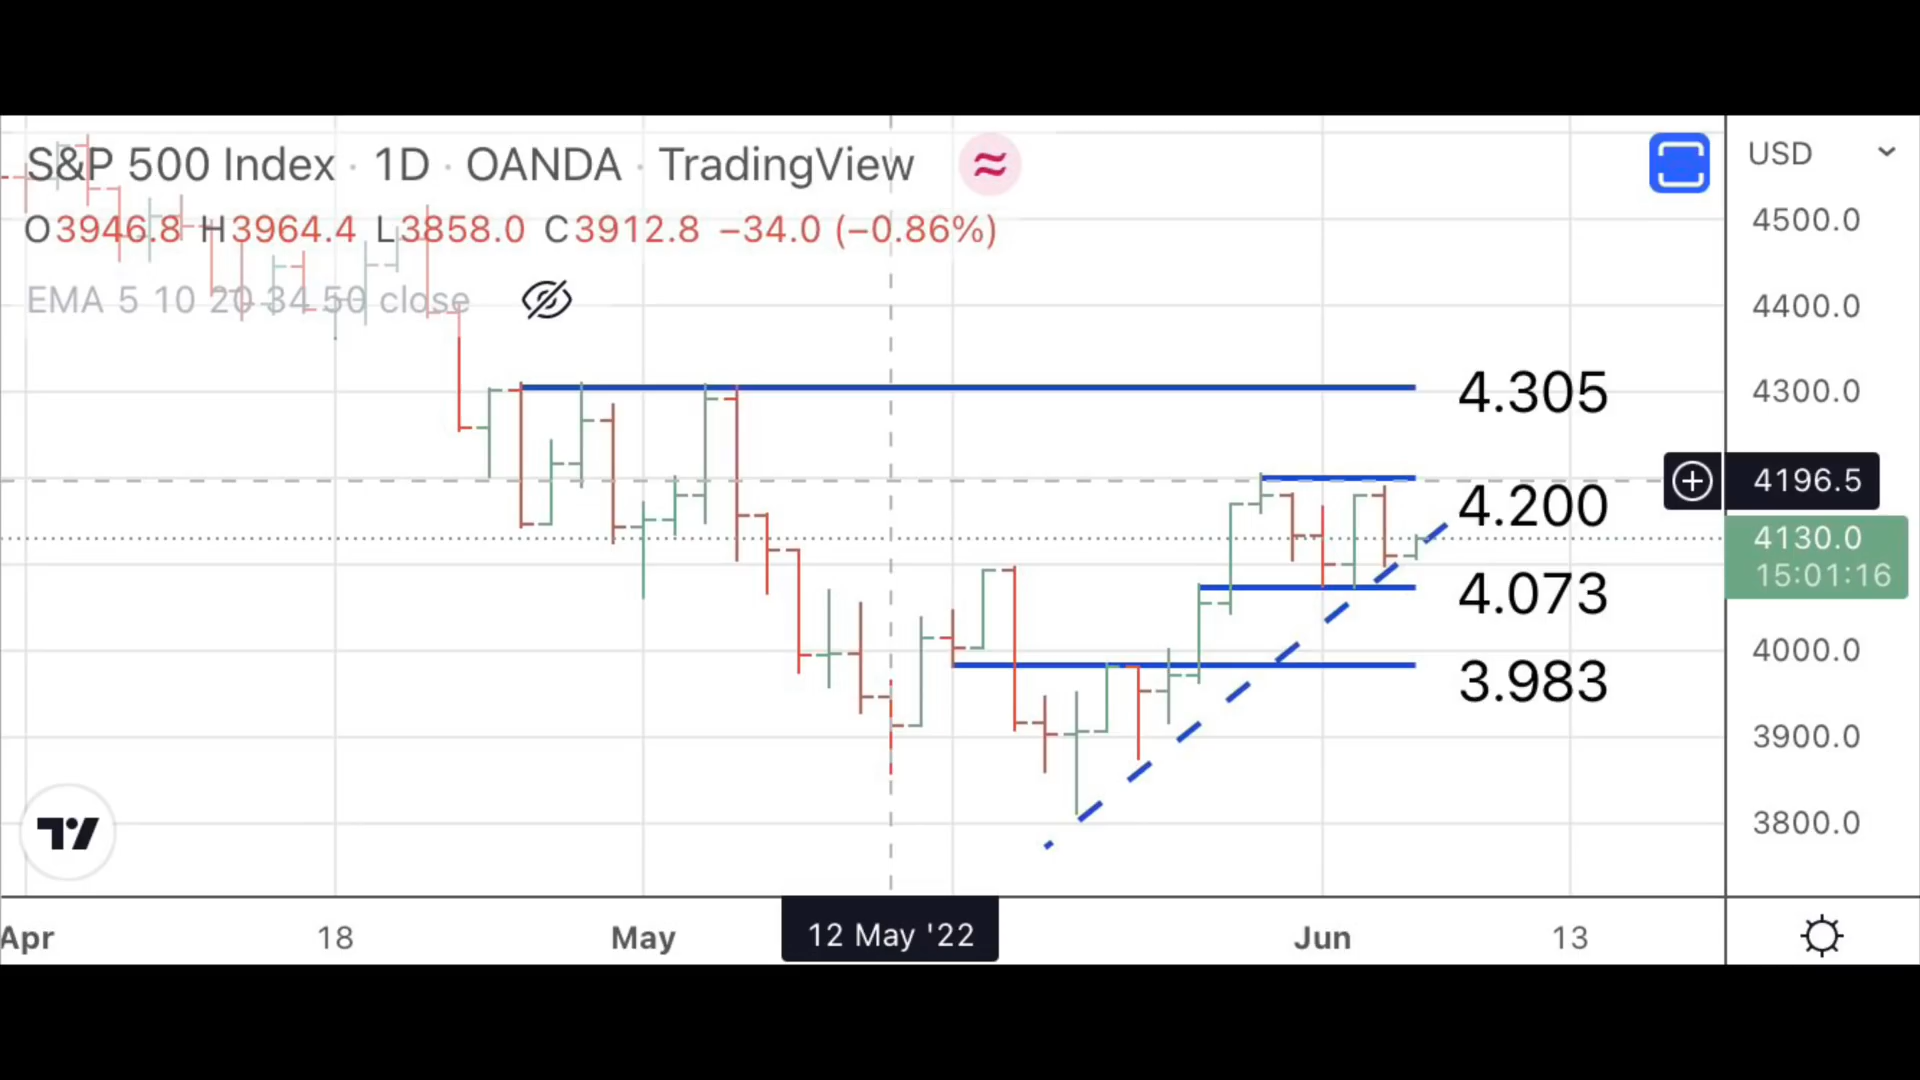 S&P 500 Index · 1D · OANDA · TradingView
USD
O3946.8 H3964.4 L3858.0 C3912.8 −34.0 (−0.86%)
4500.0
EMA 5 10 20 34 50 close
4400.0
4.305
4300.0
4196.5
4.200
4130.0
15:01:16
4.073
4000.0
3.983
3900.0
3800.0
Apr
18
May
12 May '22
Jun
13